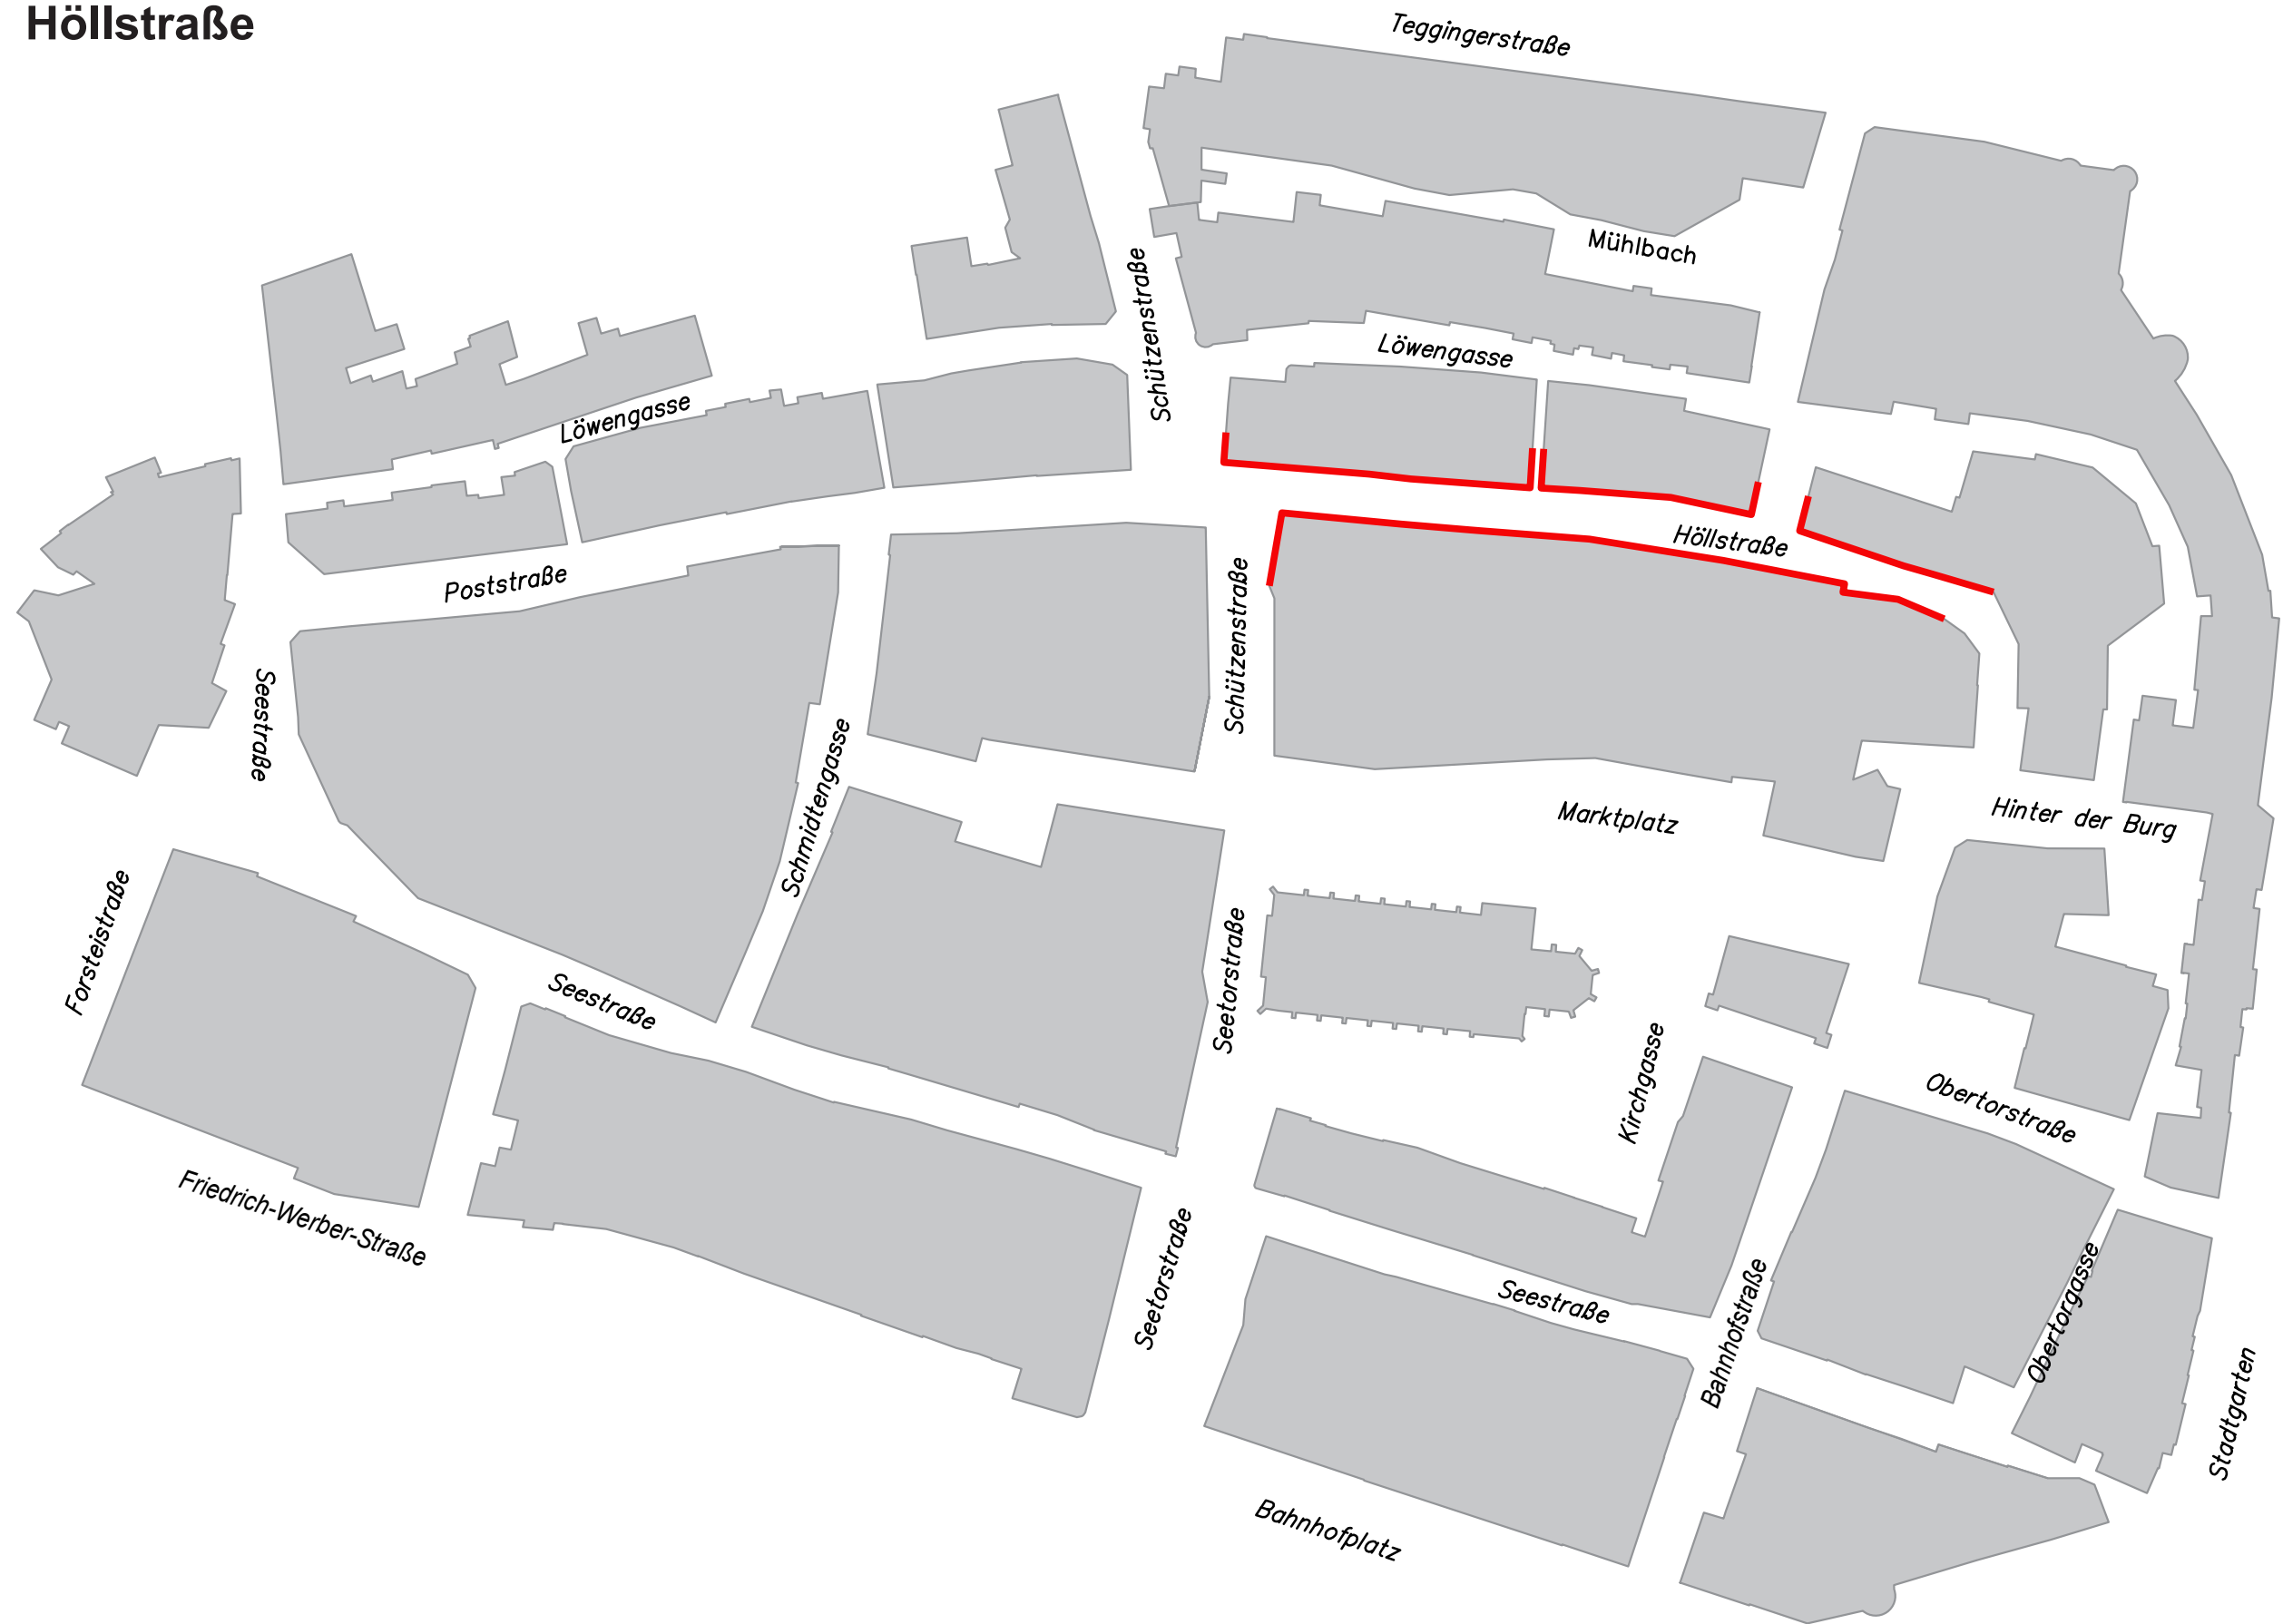 Höllstraße
Teggingerstraße
Mühlbach
Schützenstraße
Löwengasse
Löwengasse
Höllstraße
Poststraße
Schützenstraße
Seestraße
Schmidtengasse
Marktplatz
Hinter der Burg
Forsteistraße
Seetorstraße
Seestraße
Kirchgasse
Obertorstraße
Friedrich-Werber-Straße
Seetorstraße
Seestraße
Bahnhofstraße
Obertorgasse
Stadtgarten
Bahnhofplatz